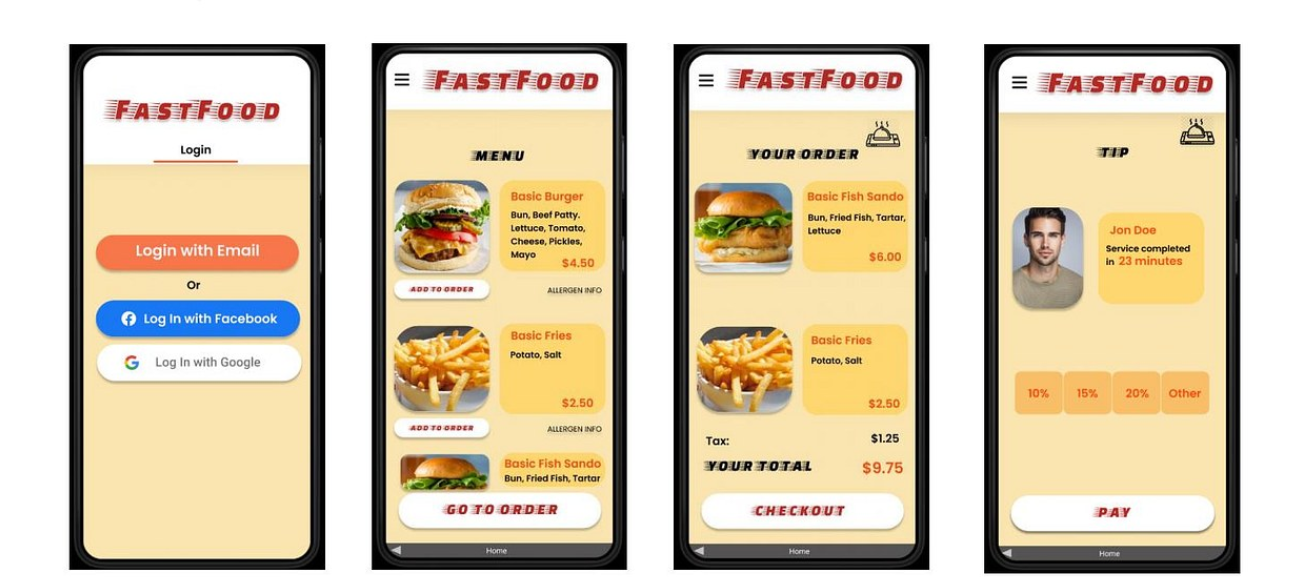 FASTFOOD
Login
Login with Email
Or
Log In with Facebook
Log In with Google
FASTFOOD
MENU
Basic Burger
Bun, Beef Patty.
Lettuce, Tomato,
Cheese, Pickles,
Mayo
$4.50
ADD TO ORDER
ALLERGEN INFO
Basic Fries
Potato, Salt
$2.50
ADD TO ORDER
ALLERGEN INFO
Basic Fish Sando
Bun, Fried Fish, Tartar
GO TO ORDER
Home
FASTFOOD
YOUR ORDER
Basic Fish Sando
Bun, Fried Fish, Tartar,
Lettuce
$6.00
Basic Fries
Potato, Salt
$2.50
Tax: $1.25
YOUR TOTAL $9.75
CHECKOUT
Home
FASTFOOD
TIP
Jon Doe
Service completed
in 23 minutes
10% 15% 20% Other
PAY
Home